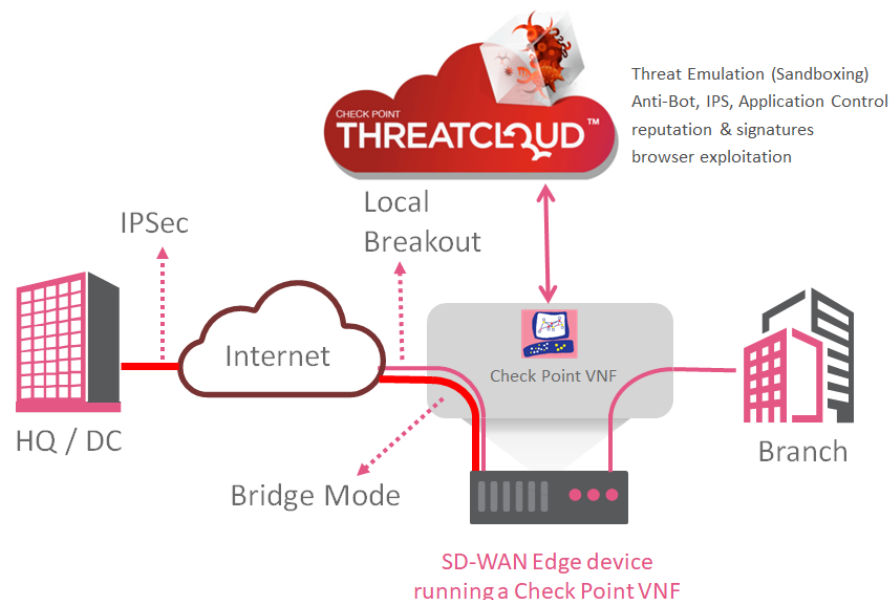 CHECK POINT
THREATCLOUD™
Threat Emulation (Sandboxing)
Anti-Bot, IPS, Application Control
reputation & signatures
browser exploitation
IPSec
Local
Breakout
Internet
Check Point VNF
HQ / DC
Bridge Mode
Branch
SD-WAN Edge device
running a Check Point VNF